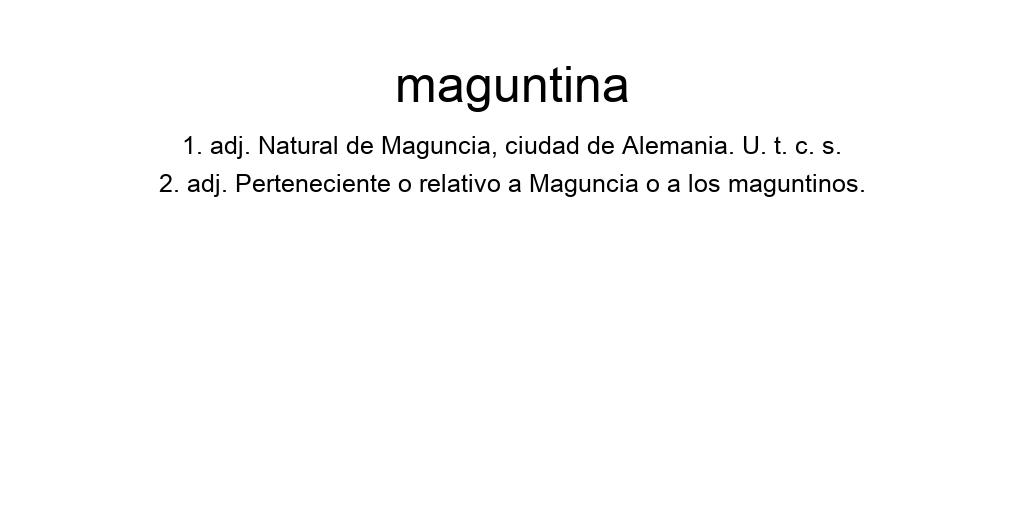 maguntina
1. adj. Natural de Maguncia, ciudad de Alemania. U. t. c. s.
2. adj. Perteneciente o relativo a Maguncia o a los maguntinos.